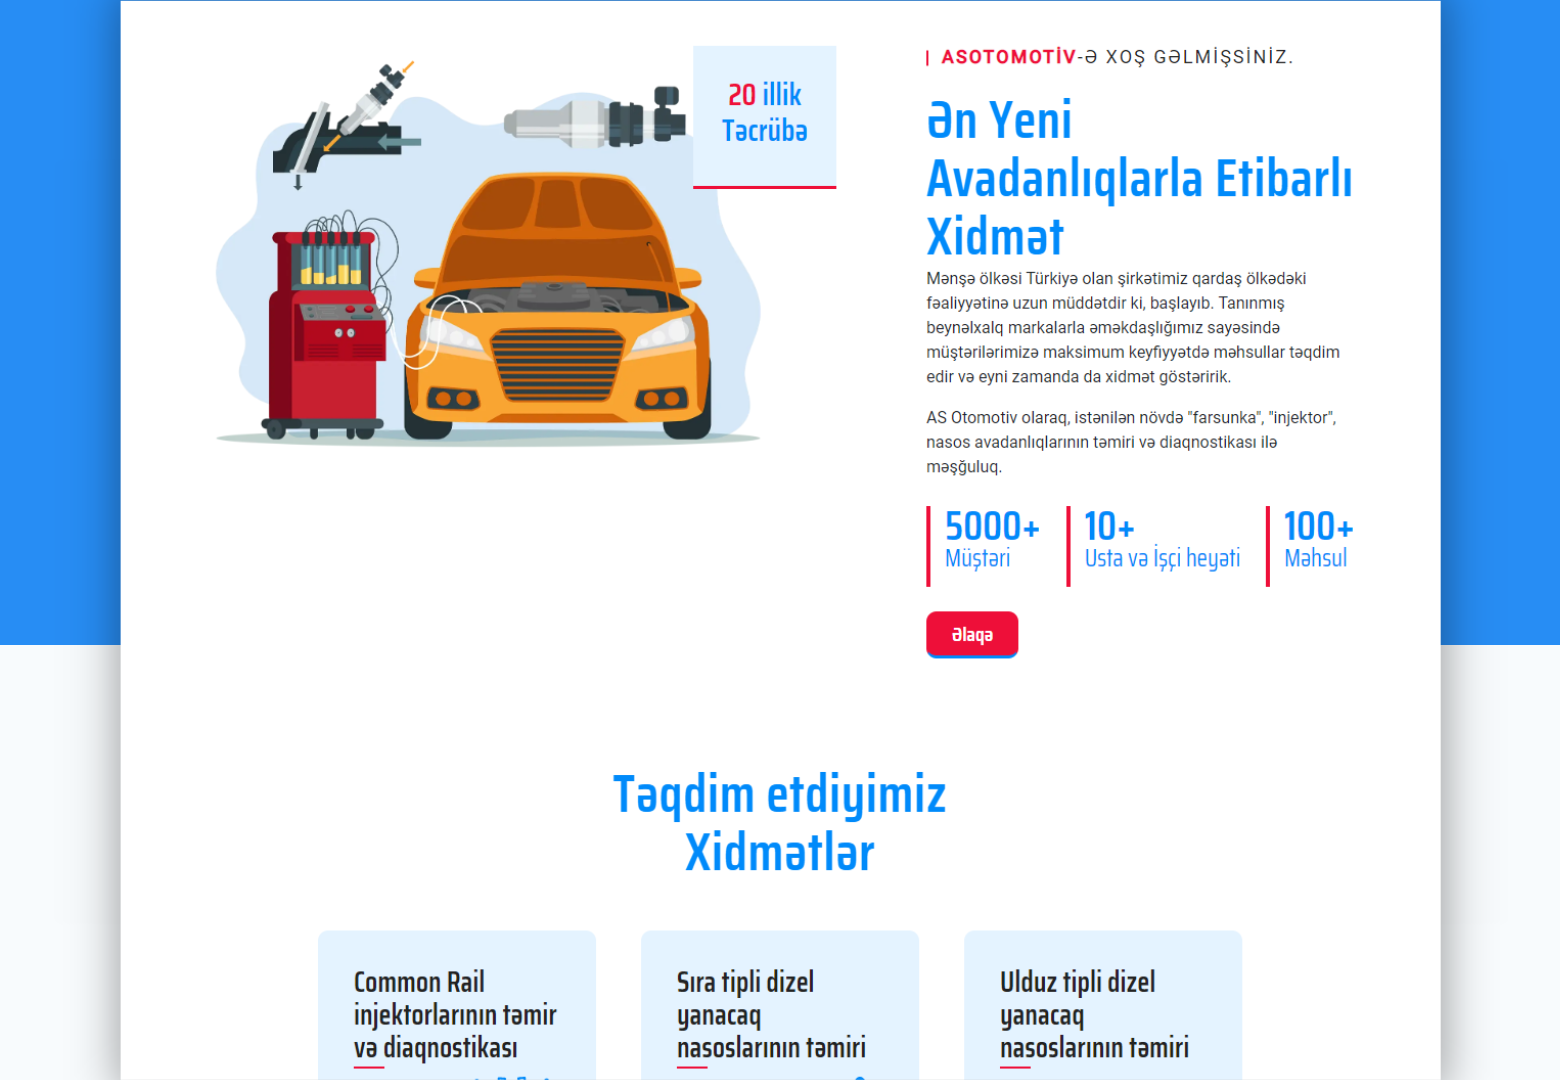 20 illik
Təcrübə
| ASOTOMOTİV-Ə XOŞ GƏLMİŞSİNİZ.
Ən Yeni
Avadanlıqlarla Etibarlı
Xidmət
Mənşə ölkəsi Türkiyə olan şirkətimiz qardaş ölkədəki
fəaliyyətinə uzun müddətdir ki, başlayıb. Tanınmış
beynəlxalq markalarla əməkdaşlığımız sayəsində
müştərilərimizə maksimum keyfiyyətdə məhsullar təqdim
edir və eyni zamanda da xidmət göstəririk.
AS Otomotiv olaraq, istənilən növdə "farsunka", "injektor",
nasos avadanlıqlarının təmiri və diaqnostikası ilə
məşğuluq.
5000+
Müştəri
10+
Usta və İşçi heyəti
100+
Məhsul
Əlaqə
Təqdim etdiyimiz
Xidmətlər
Common Rail
injektorlarının təmir
və diaqnostikası
Sıra tipli dizel
yanacaq
nasoslarının təmiri
Ulduz tipli dizel
yanacaq
nasoslarının təmiri